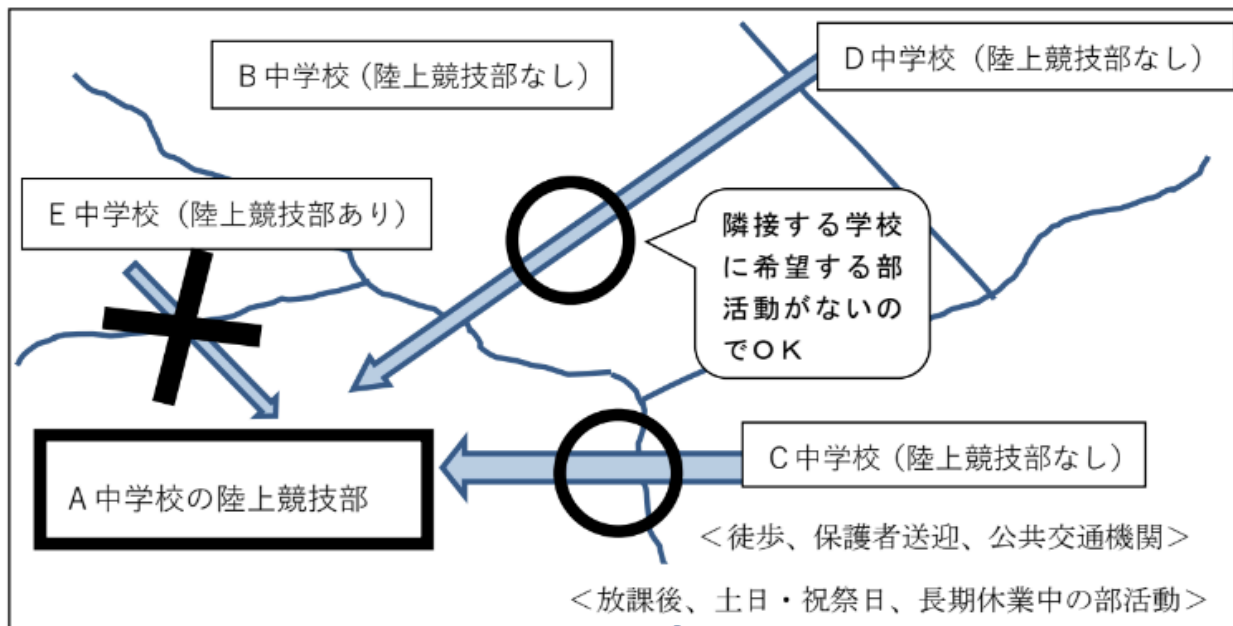 B中学校（陸上競技部なし）
D中学校（陸上競技部なし）
E中学校（陸上競技部あり）
隣接する学校
に希望する部
活動がないの
でOK
C中学校（陸上競技部なし）
A中学校の陸上競技部
＜徒歩、保護者送迎、公共交通機関＞
＜放課後、土日・祝祭日、長期休業中の部活動＞